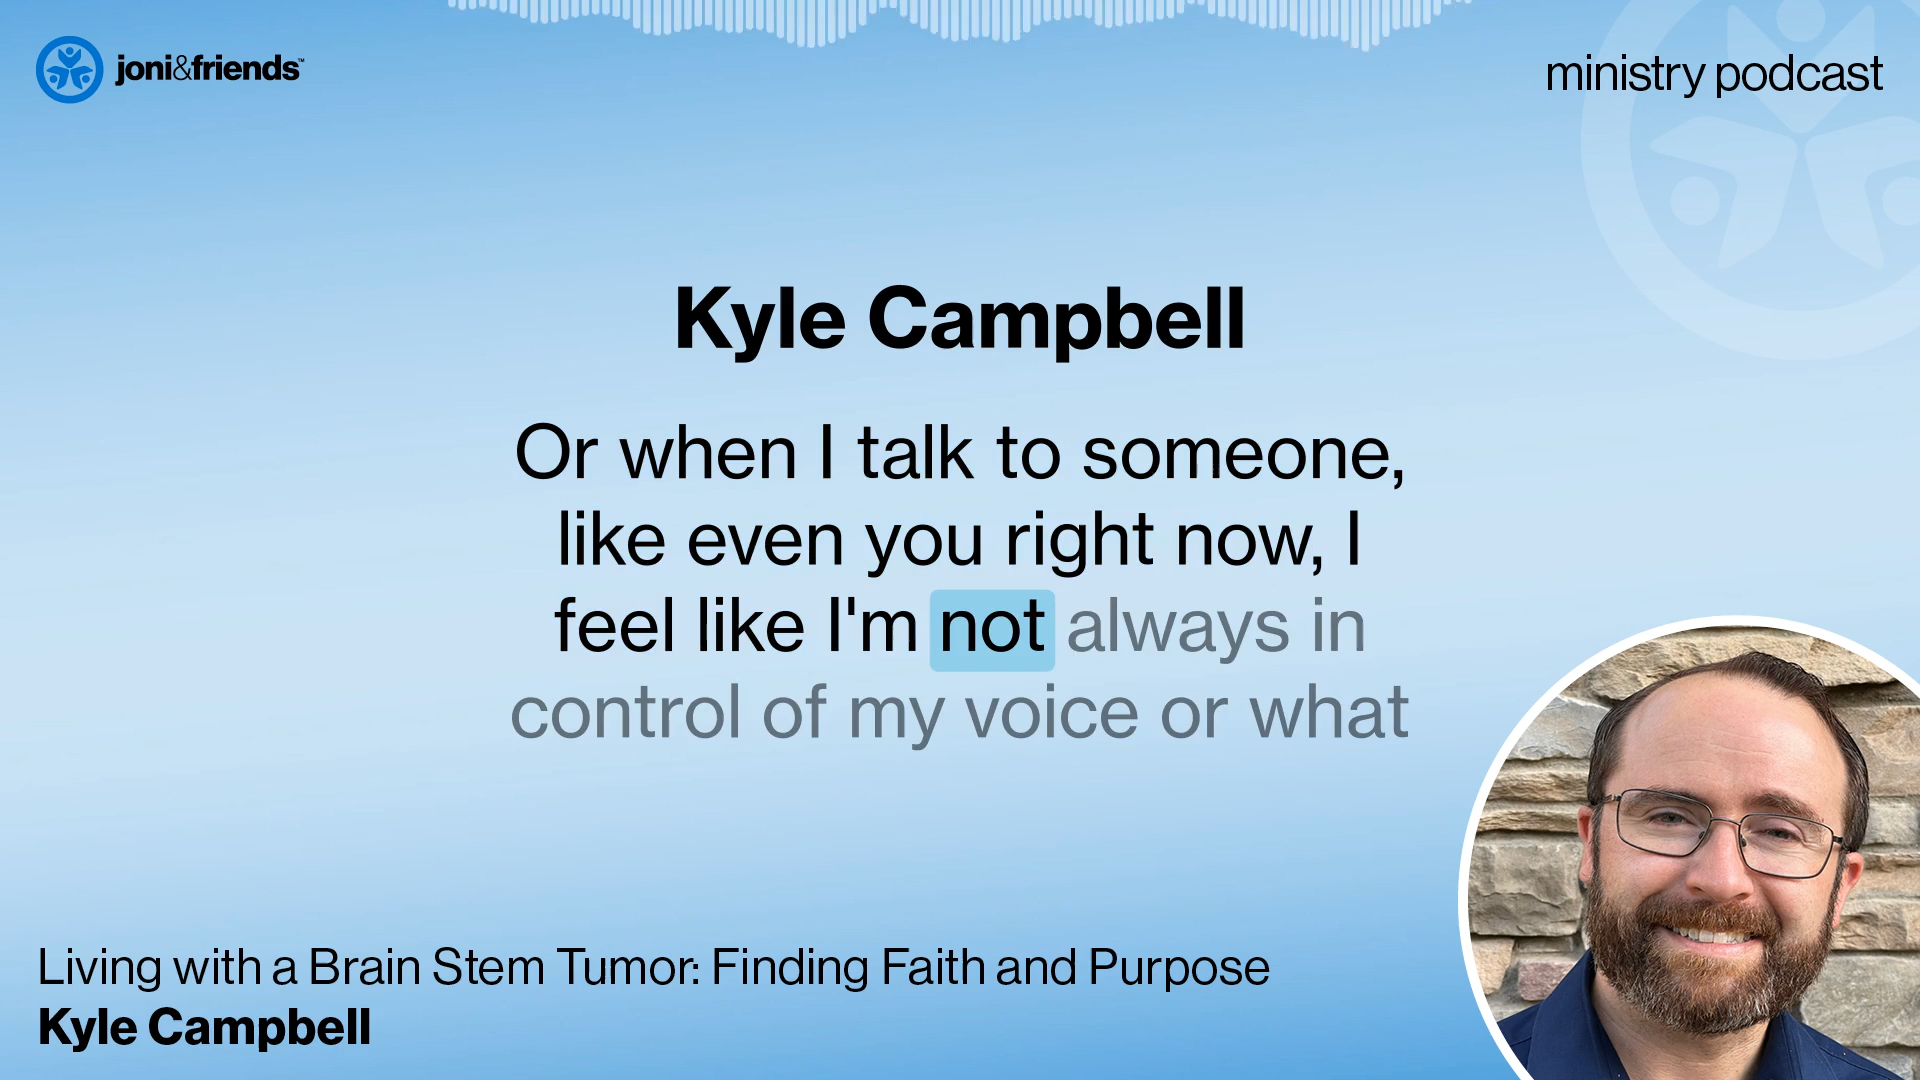 joni&friends™
ministry podcast
Kyle Campbell
Or when I talk to someone,
like even you right now, I
feel like I'm not always in
control of my voice or what
Living with a Brain Stem Tumor: Finding Faith and Purpose
Kyle Campbell